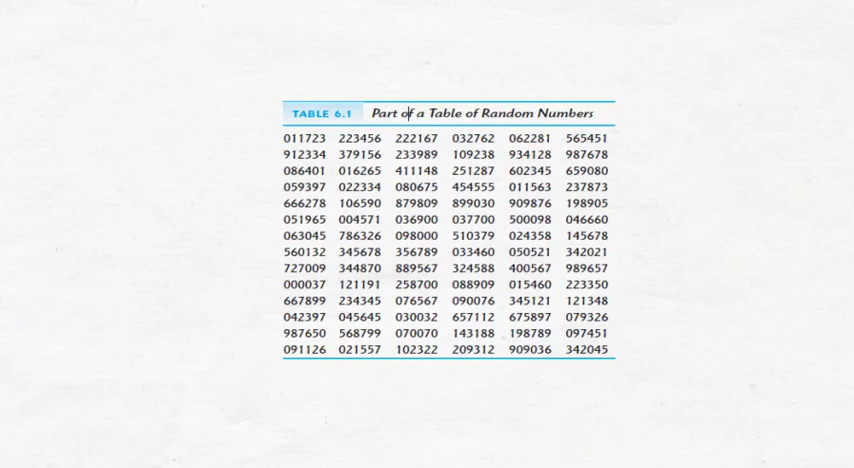 TABLE 6.1 Part of a Table of Random Numbers
011723 223456 222167 032762 062281 565451
912334 379156 233989 109238 934128 987678
086401 016265 411148 251287 602345 659080
059397 022334 080675 454555 011563 237873
666278 106590 879809 899030 909876 198905
051965 004571 036900 037700 500098 046660
063045 786326 098000 510379 024358 145678
560132 345678 356789 033460 050521 342021
727009 344870 889567 324588 400567 989657
000037 121191 258700 088909 015460 223350
667899 234345 076567 090076 345121 121348
042397 045645 030032 657112 675897 079326
987650 568799 070070 143188 198789 097451
091126 021557 102322 209312 909036 342045